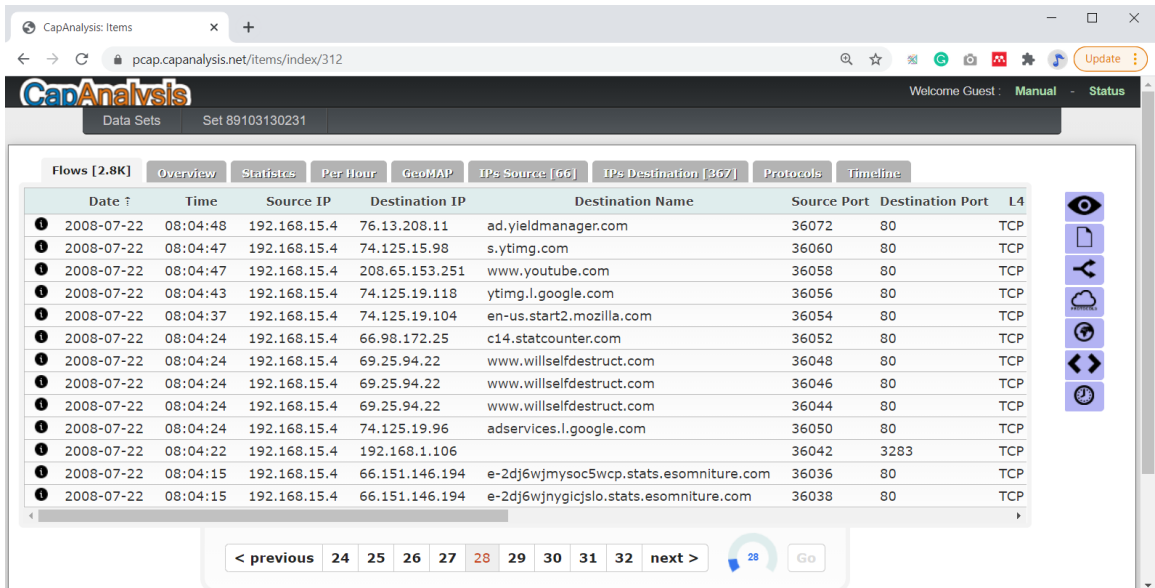 CapAnalysis: Items
pcap.capanalysis.net/items/index/312
Update
CapAnalysis
Welcome Guest : Manual - Status
Data Sets Set 89103130231
Flows [2.8K] Overview Statistcs Per Hour GeoMAP IPs Source [66] IPs Destination [367] Protocols Timeline
Date Time Source IP Destination IP Destination Name Source Port Destination Port L4
2008-07-22 08:04:48 192.168.15.4 76.13.208.11 ad.yieldmanager.com 36072 80 TCP
2008-07-22 08:04:47 192.168.15.4 74.125.15.98 s.ytimg.com 36060 80 TCP
2008-07-22 08:04:47 192.168.15.4 208.65.153.251 www.youtube.com 36058 80 TCP
2008-07-22 08:04:43 192.168.15.4 74.125.19.118 ytimg.l.google.com 36056 80 TCP
2008-07-22 08:04:37 192.168.15.4 74.125.19.104 en-us.start2.mozilla.com 36054 80 TCP
2008-07-22 08:04:24 192.168.15.4 66.98.172.25 c14.statcounter.com 36052 80 TCP
2008-07-22 08:04:24 192.168.15.4 69.25.94.22 www.willselfdestruct.com 36048 80 TCP
2008-07-22 08:04:24 192.168.15.4 69.25.94.22 www.willselfdestruct.com 36046 80 TCP
2008-07-22 08:04:24 192.168.15.4 69.25.94.22 www.willselfdestruct.com 36044 80 TCP
2008-07-22 08:04:24 192.168.15.4 74.125.19.96 adservices.l.google.com 36050 80 TCP
2008-07-22 08:04:22 192.168.15.4 192.168.1.106 36042 3283 TCP
2008-07-22 08:04:15 192.168.15.4 66.151.146.194 e-2dj6wjmysoc5wcp.stats.esomniture.com 36036 80 TCP
2008-07-22 08:04:15 192.168.15.4 66.151.146.194 e-2dj6wjnygicjslo.stats.esomniture.com 36038 80 TCP
< previous 24 25 26 27 28 29 30 31 32 next > 28 Go